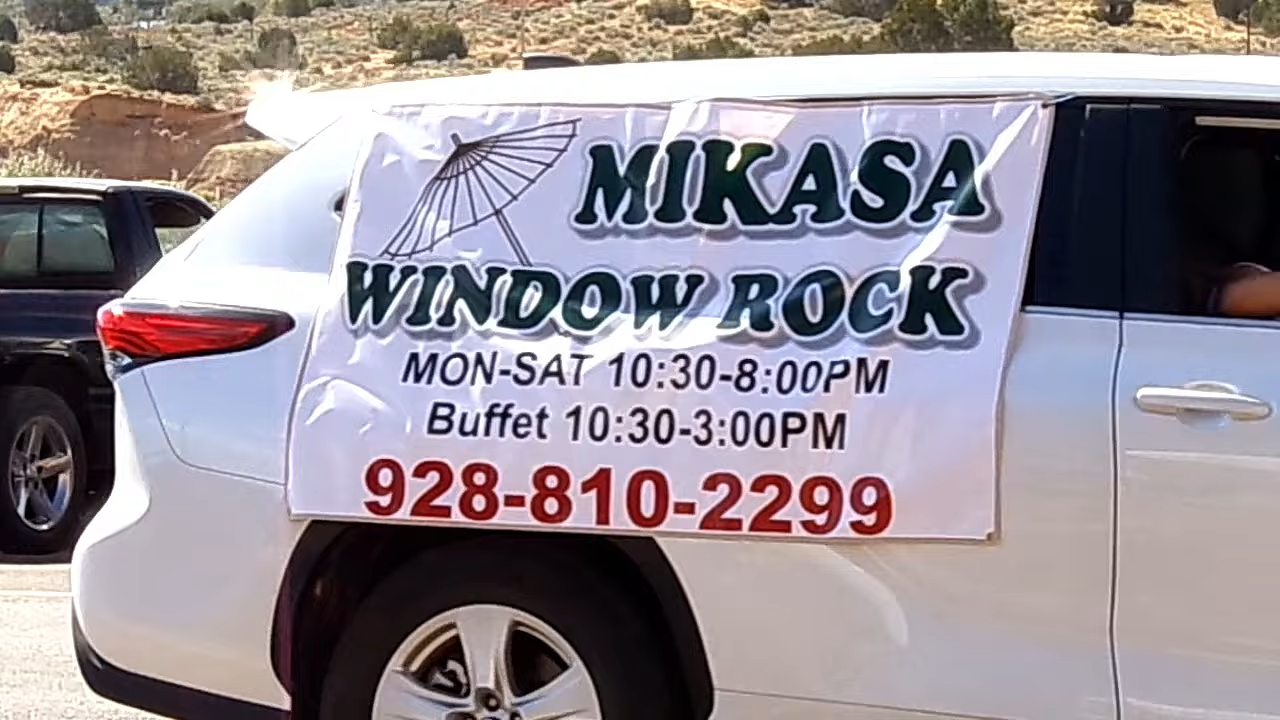 MIKASA
WINDOW ROCK
MON-SAT 10:30-8:00PM
Buffet 10:30-3:00PM
928-810-2299